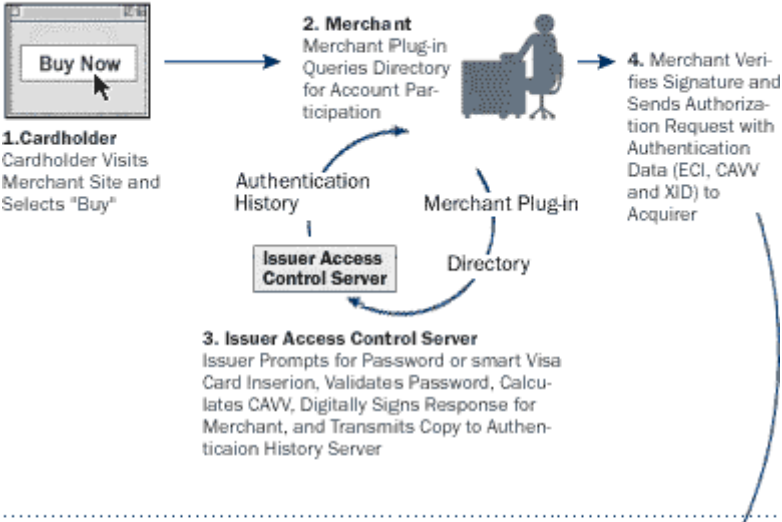 Buy Now
1.Cardholder
Cardholder Visits
Merchant Site and
Selects "Buy"
2. Merchant
Merchant Plug-in
Queries Directory
for Account Par-
ticipation
4. Merchant Veri-
fies Signature and
Sends Authoriza-
tion Request with
Authentication
Data (ECI, CAVV
and XID) to
Acquirer
Authentication
History
Merchant Plug-in
Directory
Issuer Access
Control Server
3. Issuer Access Control Server
Issuer Prompts for Password or smart Visa
Card Inserion, Validates Password, Calcu-
lates CAVV, Digitally Signs Response for
Merchant, and Transmits Copy to Authen-
ticaion History Server